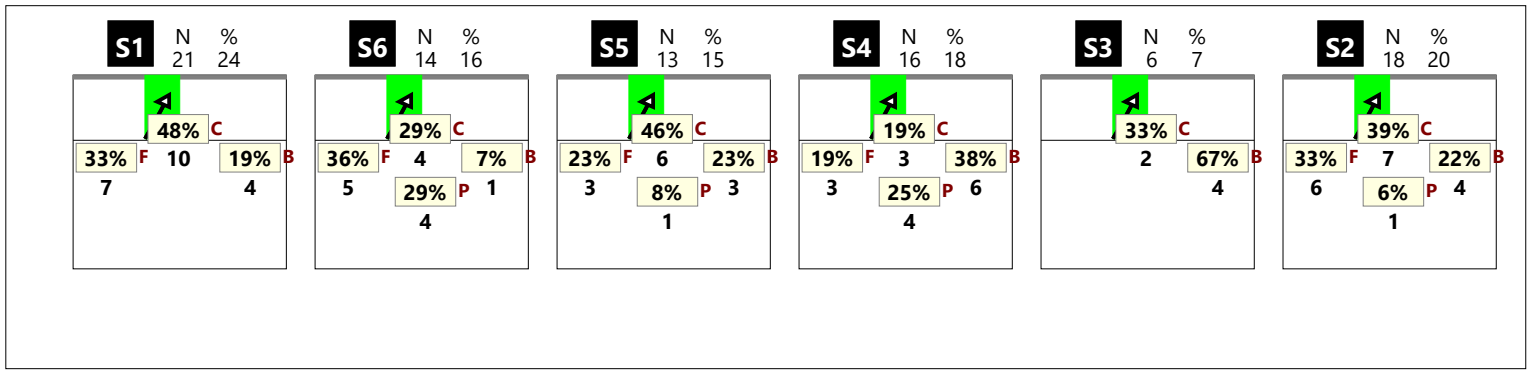 S1 N % S6 N % S5 N % S4 N % S3 N % S2 N %
21 24 14 16 13 15 16 18 6 7 18 20
48% C 29% C 46% C 19% C 33% C 39% C
33% F 10 19% B 36% F 4 7% B 23% F 6 23% B 19% F 3 38% B 2 67% B 33% F 7 22% B
7 4 5 29% P 1 3 8% P 3 3 25% P 6 4 6 6% P 4
4 1 4 1